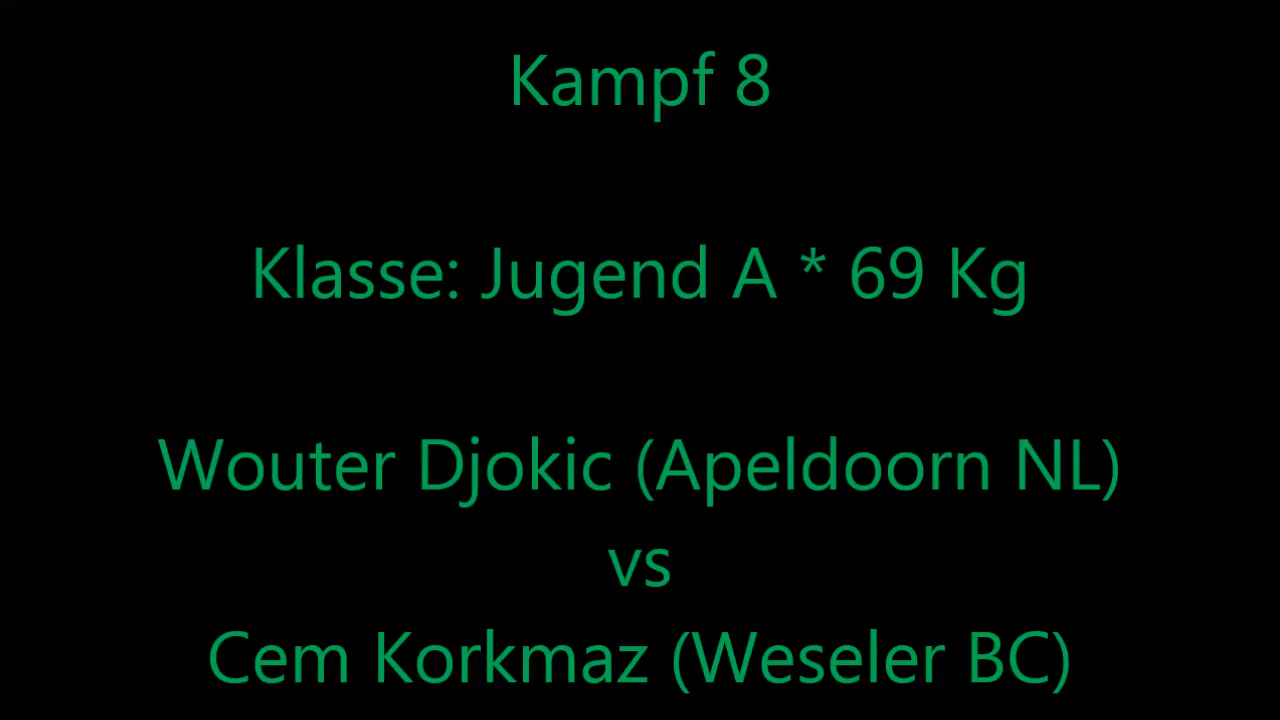 Kampf 8
Klasse: Jugend A * 69 Kg
Wouter Djokic (Apeldoorn NL)
vs
Cem Korkmaz (Weseler BC)